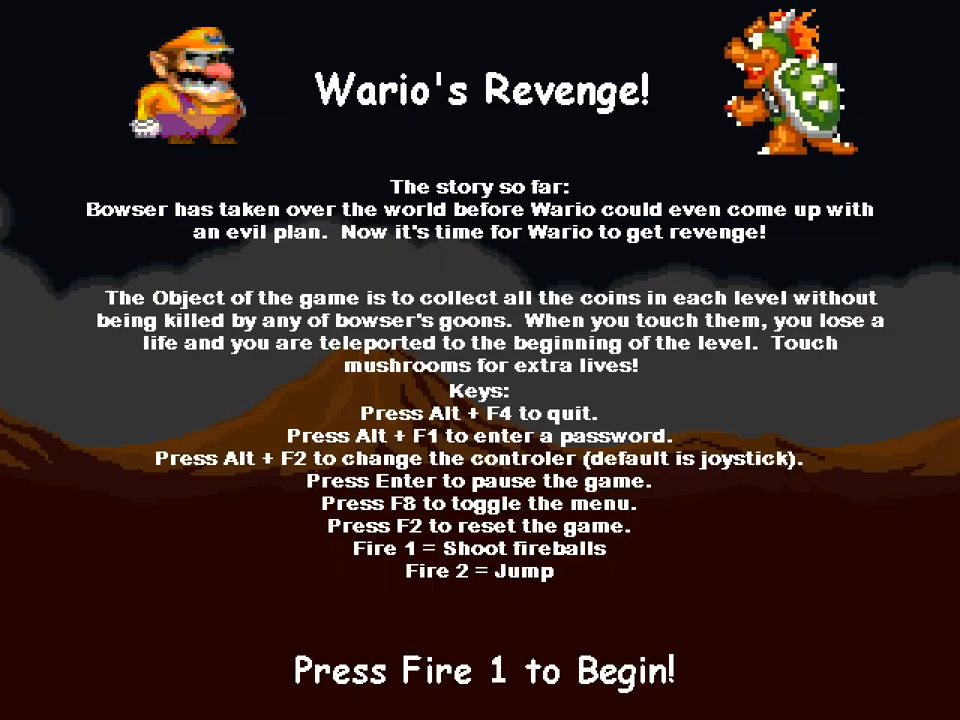 Wario's Revenge!
The story so far:
Bowser has taken over the world before Wario could even come up with
an evil plan.  Now it's time for Wario to get revenge!
The Object of the game is to collect all the coins in each level without
being killed by any of bowser's goons.  When you touch them, you lose a
life and you are teleported to the beginning of the level.  Touch
mushrooms for extra lives!
Keys:
Press Alt + F4 to quit.
Press Alt + F1 to enter a password.
Press Alt + F2 to change the controler (default is joystick).
Press Enter to pause the game.
Press F8 to toggle the menu.
Press F2 to reset the game.
Fire 1 = Shoot fireballs
Fire 2 = Jump
Press Fire 1 to Begin!